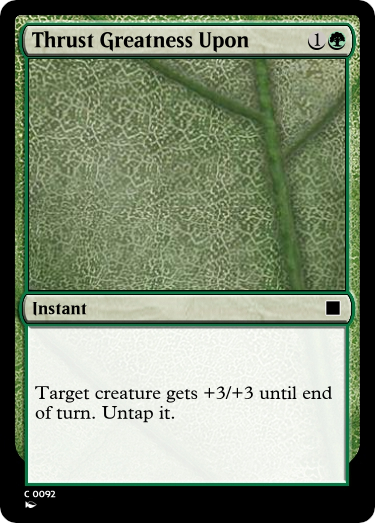 Thrust Greatness Upon 1
Instant
Target creature gets +3/+3 until end
of turn. Untap it.
C 0092